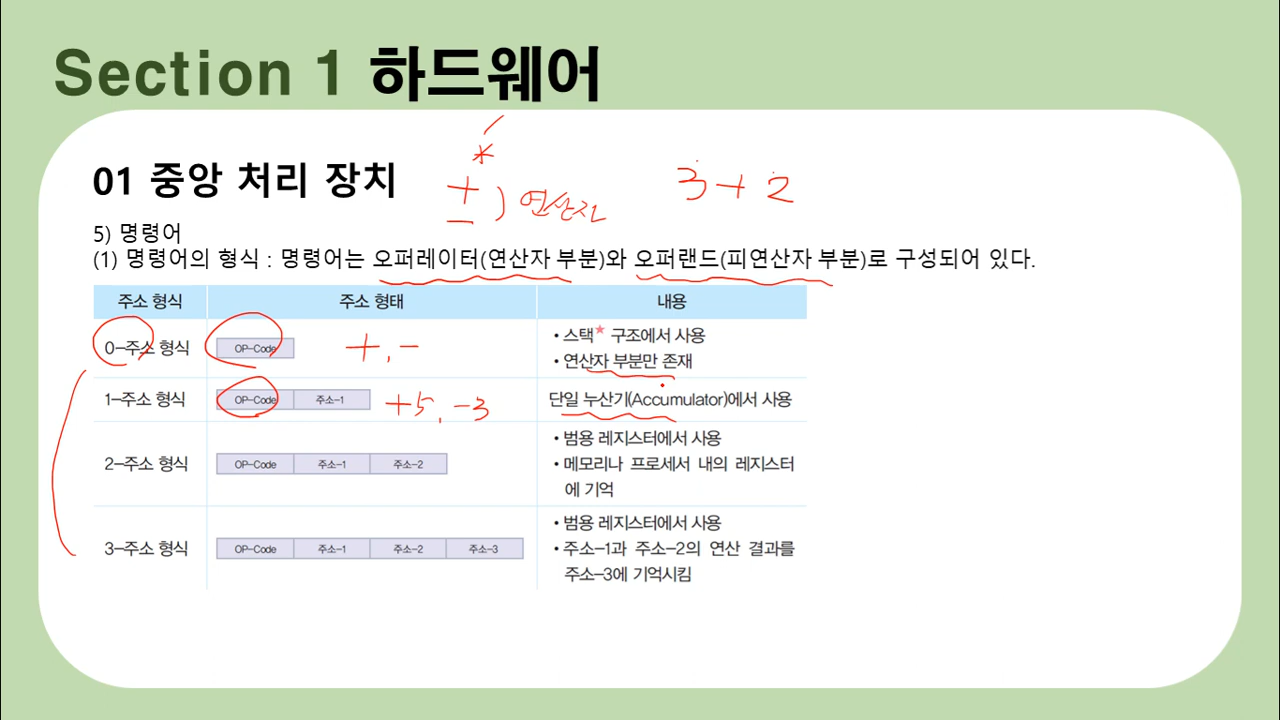 Section 1 하드웨어
01 중앙 처리 장치
/
*
+
-
) 연산자
3 + 2
5) 명령어
(1) 명령어의 형식 : 명령어는 오퍼레이터(연산자 부분)와 오퍼랜드(피연산자 부분)로 구성되어 있다.
주소 형식 주소 형태 내용
0-주소 형식 OP-Code +, - • 스택★ 구조에서 사용
• 연산자 부분만 존재
1-주소 형식 OP-Code 주소-1 +5, -3 단일 누산기(Accumulator)에서 사용
2-주소 형식 OP-Code 주소-1 주소-2 • 범용 레지스터에서 사용
• 메모리나 프로세서 내의 레지스터
에 기억
3-주소 형식 OP-Code 주소-1 주소-2 주소-3 • 범용 레지스터에서 사용
• 주소-1과 주소-2의 연산 결과를
주소-3에 기억시킴